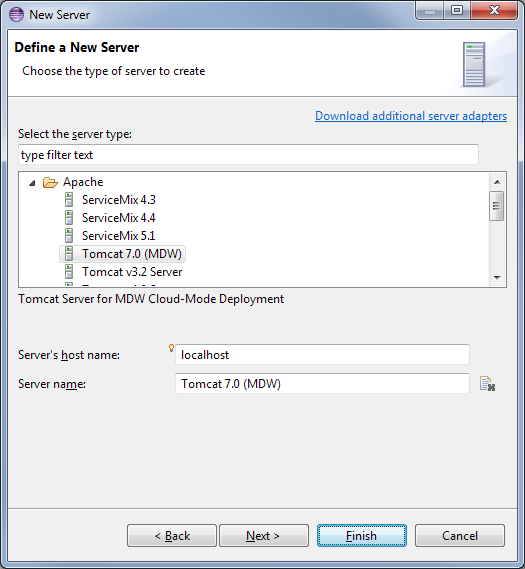 New Server
Define a New Server
Choose the type of server to create
Download additional server adapters
Select the server type:
type filter text
Apache
ServiceMix 4.3
ServiceMix 4.4
ServiceMix 5.1
Tomcat 7.0 (MDW)
Tomcat v3.2 Server
Tomcat Server for MDW Cloud-Mode Deployment
Server's host name:
localhost
Server name:
Tomcat 7.0 (MDW)
< Back
Next >
Finish
Cancel